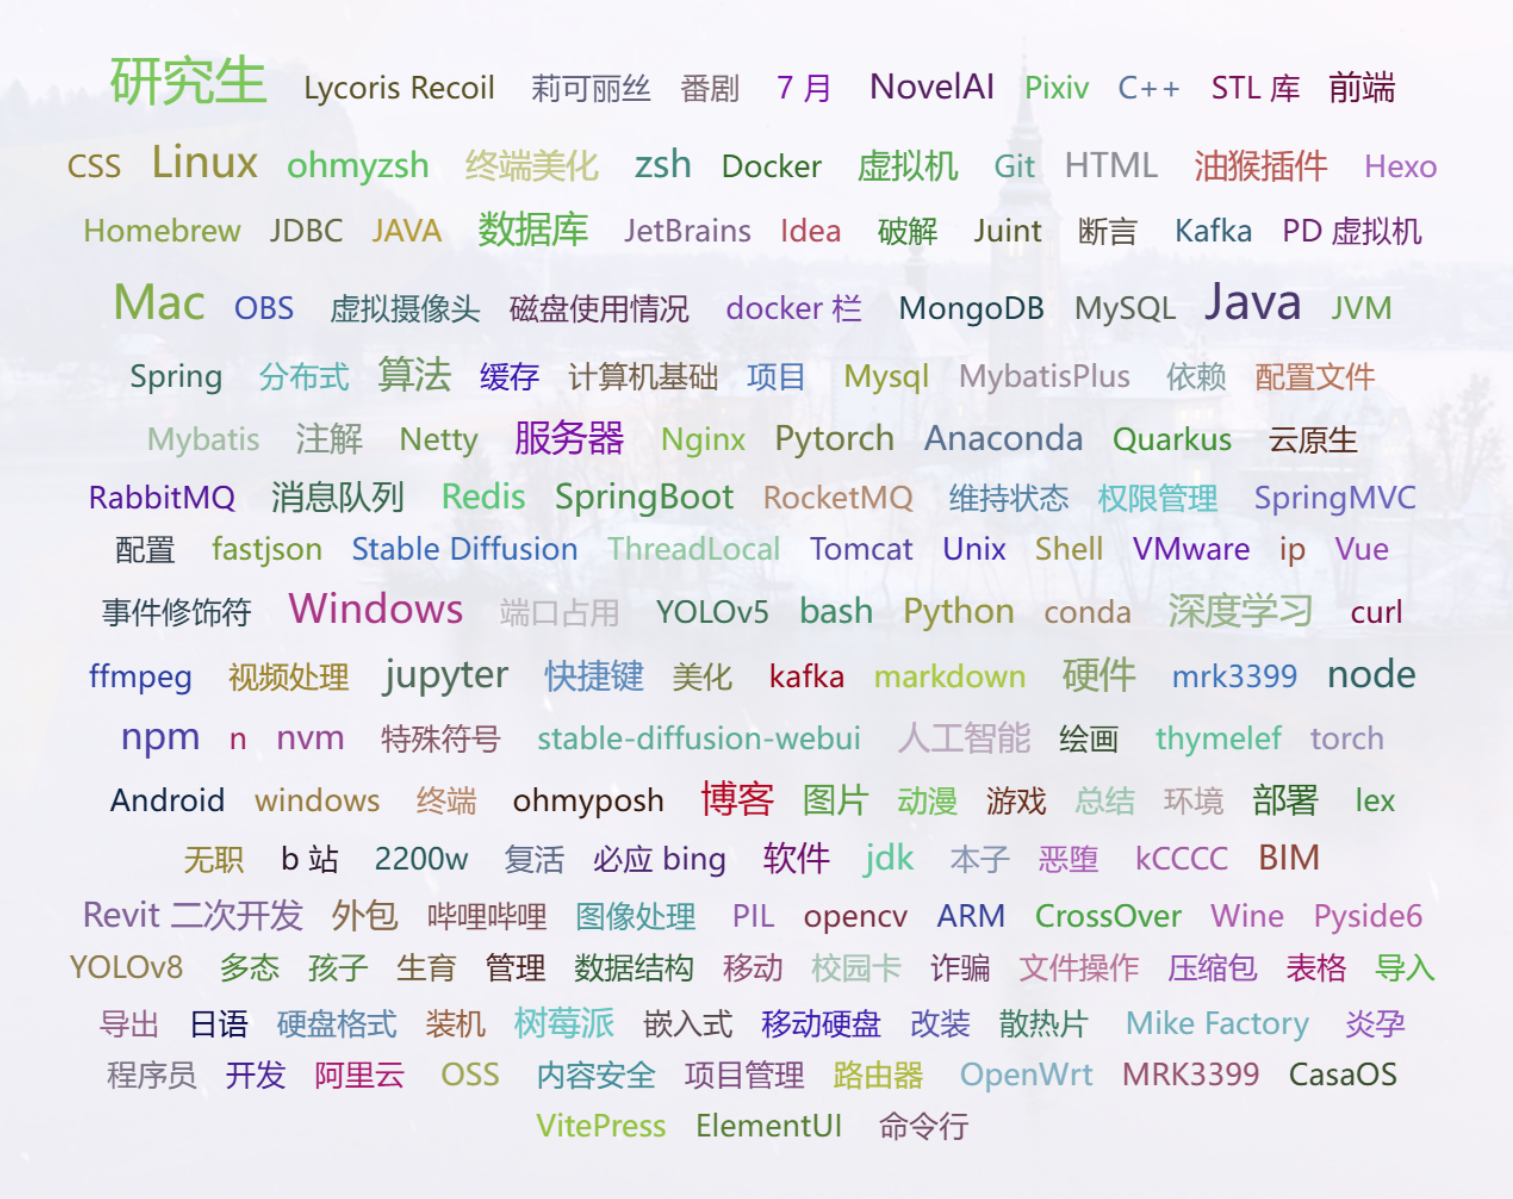 研究生 Lycoris Recoil 莉可丽丝 番剧 7 月 NovelAI Pixiv C++ STL 库 前端
CSS Linux ohmyzsh 终端美化 zsh Docker 虚拟机 Git HTML 油猴插件 Hexo
Homebrew JDBC JAVA 数据库 JetBrains Idea 破解 Juint 断言 Kafka PD 虚拟机
Mac OBS 虚拟摄像头 磁盘使用情况 docker 栏 MongoDB MySQL Java JVM
Spring 分布式 算法 缓存 计算机基础 项目 Mysql MybatisPlus 依赖 配置文件
Mybatis 注解 Netty 服务器 Nginx Pytorch Anaconda Quarkus 云原生
RabbitMQ 消息队列 Redis SpringBoot RocketMQ 维持状态 权限管理 SpringMVC
配置 fastjson Stable Diffusion ThreadLocal Tomcat Unix Shell VMware ip Vue
事件修饰符 Windows 端口占用 YOLOv5 bash Python conda 深度学习 curl
ffmpeg 视频处理 jupyter 快捷键 美化 kafka markdown 硬件 mrk3399 node
npm n nvm 特殊符号 stable-diffusion-webui 人工智能 绘画 thymelef torch
Android windows 终端 ohmyposh 博客 图片 动漫 游戏 总结 环境 部署 lex
无职 b 站 2200w 复活 必应 bing 软件 jdk 本子 恶堕 kCCCC BIM
Revit 二次开发 外包 哔哩哔哩 图像处理 PIL opencv ARM CrossOver Wine Pyside6
YOLOv8 多态 孩子 生育 管理 数据结构 移动 校园卡 诈骗 文件操作 压缩包 表格 导入
导出 日语 硬盘格式 装机 树莓派 嵌入式 移动硬盘 改装 散热片 Mike Factory 炎孕
程序员 开发 阿里云 OSS 内容安全 项目管理 路由器 OpenWrt MRK3399 CasaOS
VitePress ElementUI 命令行